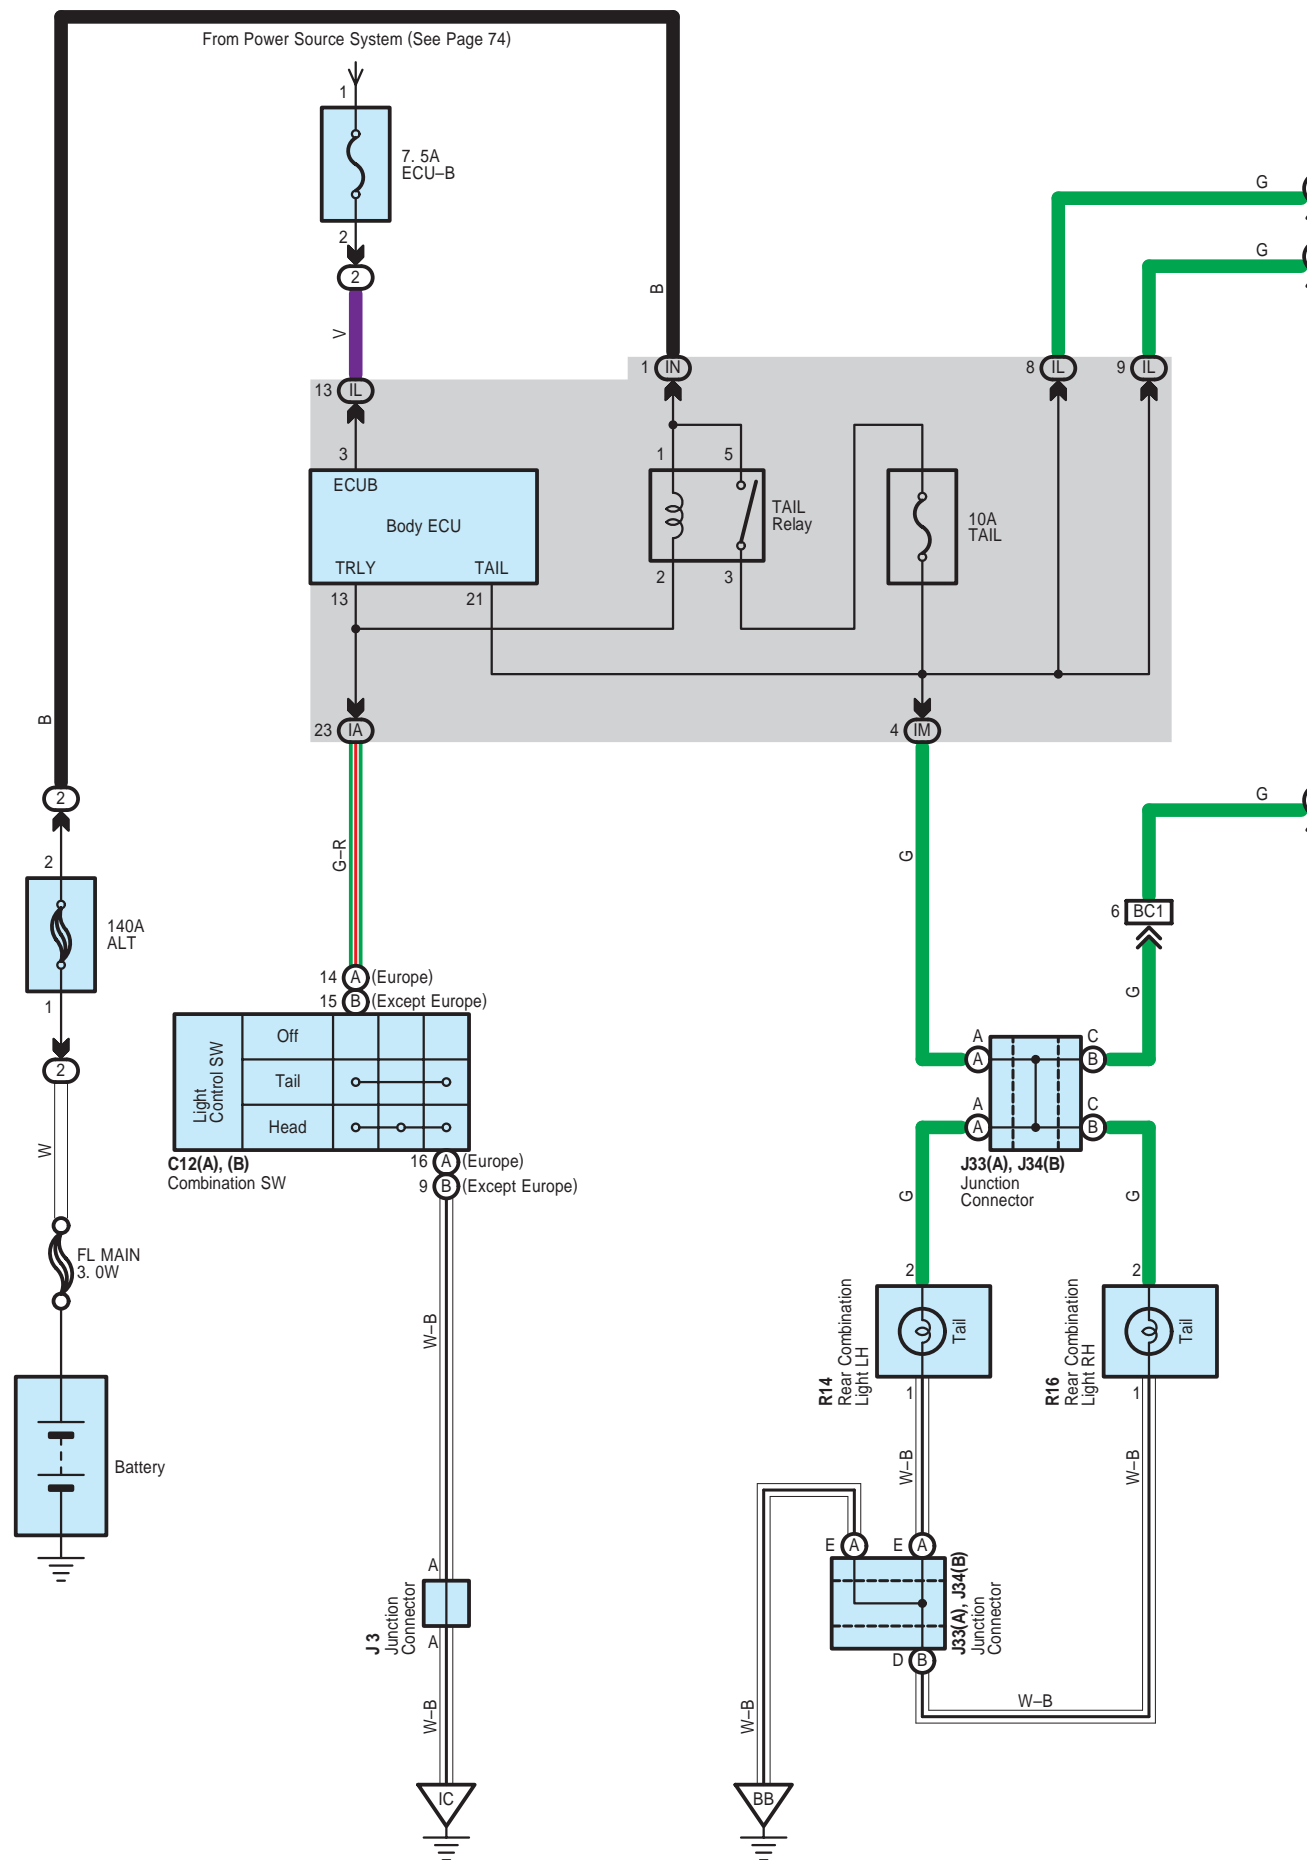 From Power Source System (See Page 74)
1
7. 5A
ECU–B
2
2
V
B
G
G
13 IL
1 IN
8 IL
9 IL
3
ECUB
Body ECU
TRLY TAIL
13 21
1 5
TAIL
Relay
2 3
10A
TAIL
23 IA
4 IM
B
2
2
140A
ALT
1
2
W
FL MAIN
3. 0W
Battery
G–R
14 A (Europe)
15 B (Except Europe)
Light
Control SW
Off
Tail
Head
C12(A), (B)
Combination SW
16 A (Europe)
9 B (Except Europe)
W–B
A
J 3
Junction
Connector
A
W–B
IC
G
G
6 BC1
G
A C
A B
A C
A B
J33(A), J34(B)
Junction
Connector
G
G
2
Tail
R14
Rear Combination
Light LH
1
2
Tail
R16
Rear Combination
Light RH
1
W–B
W–B
E A
E A
J33(A), J34(B)
Junction
Connector
D B
W–B
W–B
BB